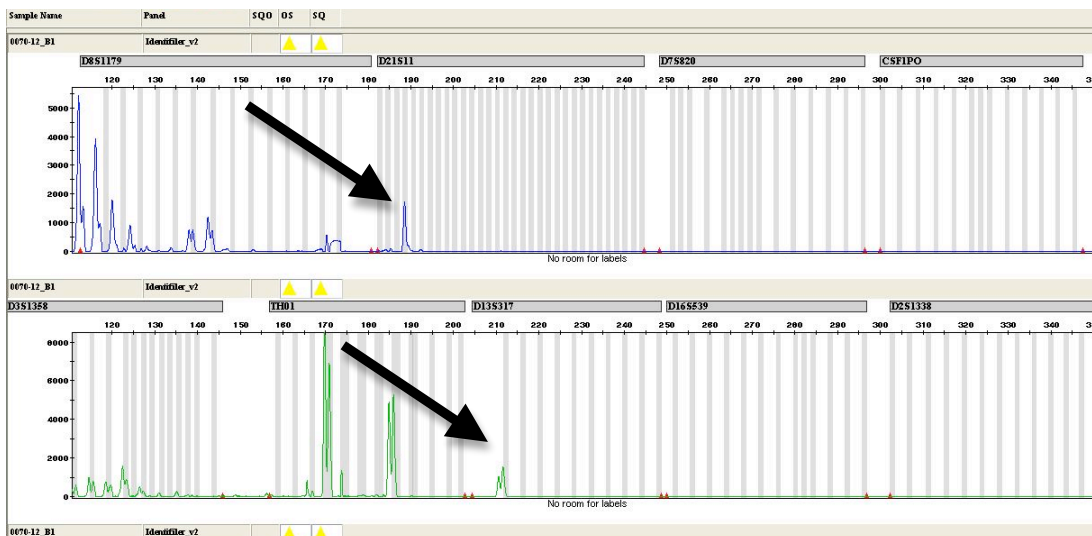 Sample Name Panel SQO OS SQ
0070-12_B1 Identifiler_v2
D8S1179 D21S11 D7S820 CSF1PO
120 130 140 150 160 170 180 190 200 210 220 230 240 250 260 270 280 290 300 310 320 330 340
5000
4000
3000
2000
1000
0
No room for labels
0070-12_B1 Identifiler_v2
D3S1358 TH01 D13S317 D16S539 D2S1338
120 130 140 150 160 170 180 190 200 210 220 230 240 250 260 270 280 290 300 310 320 330 340
8000
6000
4000
2000
0
No room for labels
0070-12_B1 Identifiler_v2